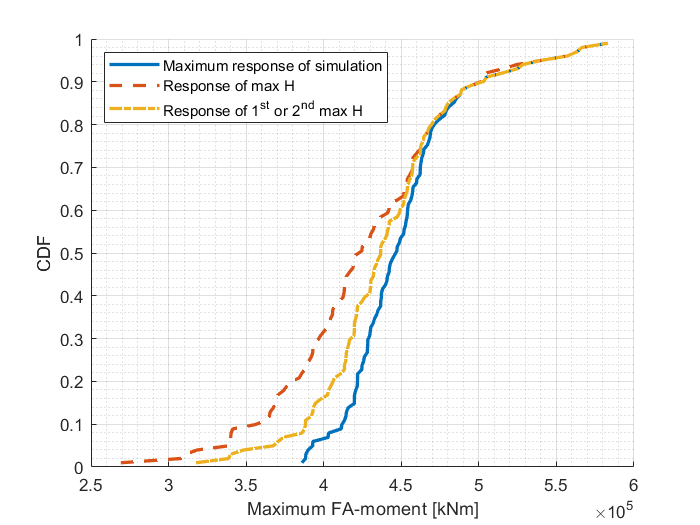 1
0.9
0.8
0.7
0.6
0.5
0.4
0.3
0.2
0.1
0
CDF
Maximum response of simulation
Response of max H
Response of 1st or 2nd max H
2.5 3 3.5 4 4.5 5 5.5 6
Maximum FA-moment [kNm]
×10^5